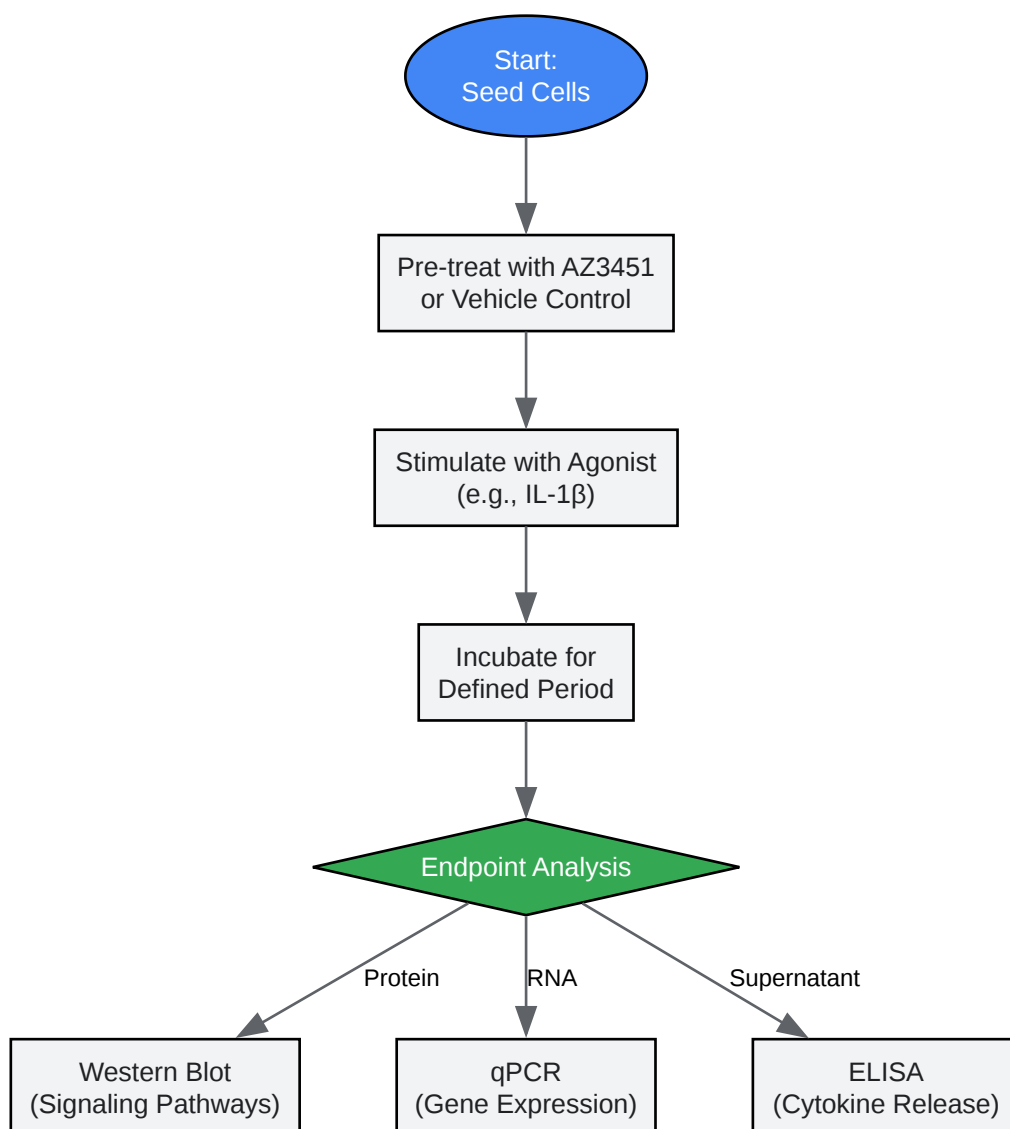 Start:
Seed Cells
Pre-treat with AZ3451
or Vehicle Control
Stimulate with Agonist
(e.g., IL-1β)
Incubate for
Defined Period
Endpoint Analysis
Protein
RNA
Supernatant
Western Blot
(Signaling Pathways)
qPCR
(Gene Expression)
ELISA
(Cytokine Release)